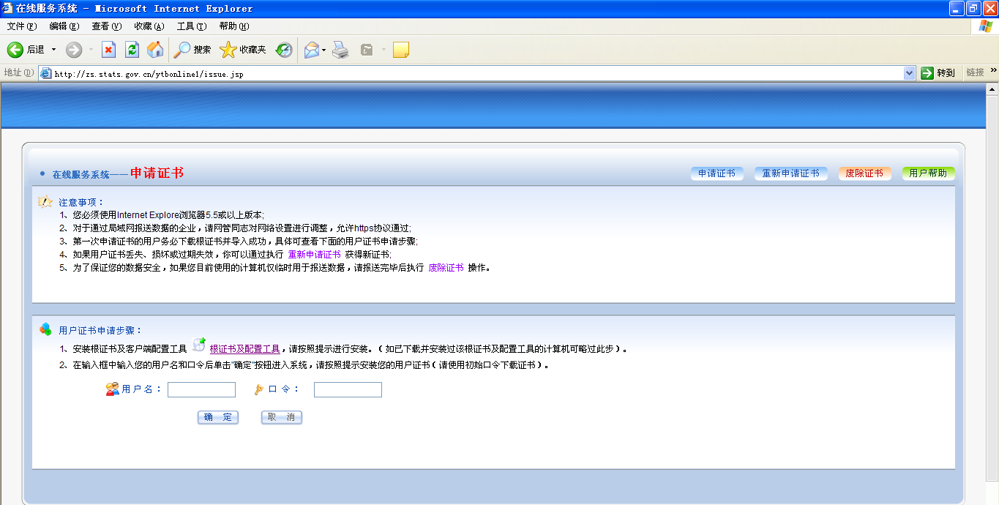 在线服务系统 - Microsoft Internet Explorer
文件(F) 编辑(E) 查看(V) 收藏(A) 工具(T) 帮助(H)
后退 搜索 收藏夹
地址(D) http://zs.stats.gov.cn/ytbonline1/issue.jsp 转到 链接 »
• 在线服务系统——申请证书 申请证书 重新申请证书 废除证书 用户帮助
注意事项：
1、您必须使用Internet Explore浏览器5.5或以上版本;
2、对于通过局域网报送数据的企业，请网管同志对网络设置进行调整，允许https协议通过;
3、第一次申请证书的用户务必下载根证书并导入成功，具体可查看下面的用户证书申请步骤;
4、如果用户证书丢失、损坏或过期失效，你可以通过执行 重新申请证书 获得新证书;
5、为了保证您的数据安全，如果您目前使用的计算机仅临时用于报送数据，请报送完毕后执行 废除证书 操作。
用户证书申请步骤：
1、安装根证书及客户端配置工具 根证书及配置工具，请按照提示进行安装。（如已下载并安装过该根证书及配置工具的计算机可略过此步）。
2、在输入框中输入您的用户名和口令后单击"确定"按钮进入系统，请按照提示安装您的用户证书（请使用初始口令下载证书）。
用户名： 口令：
确 定 取 消